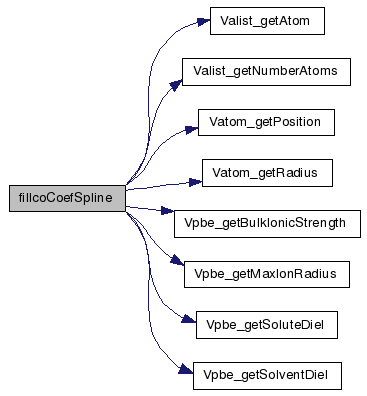 Valist_getAtom
Valist_getNumberAtoms
Vatom_getPosition
Vatom_getRadius
fillcoCoefSpline
Vpbe_getBulkIonicStrength
Vpbe_getMaxIonRadius
Vpbe_getSoluteDiel
Vpbe_getSolventDiel